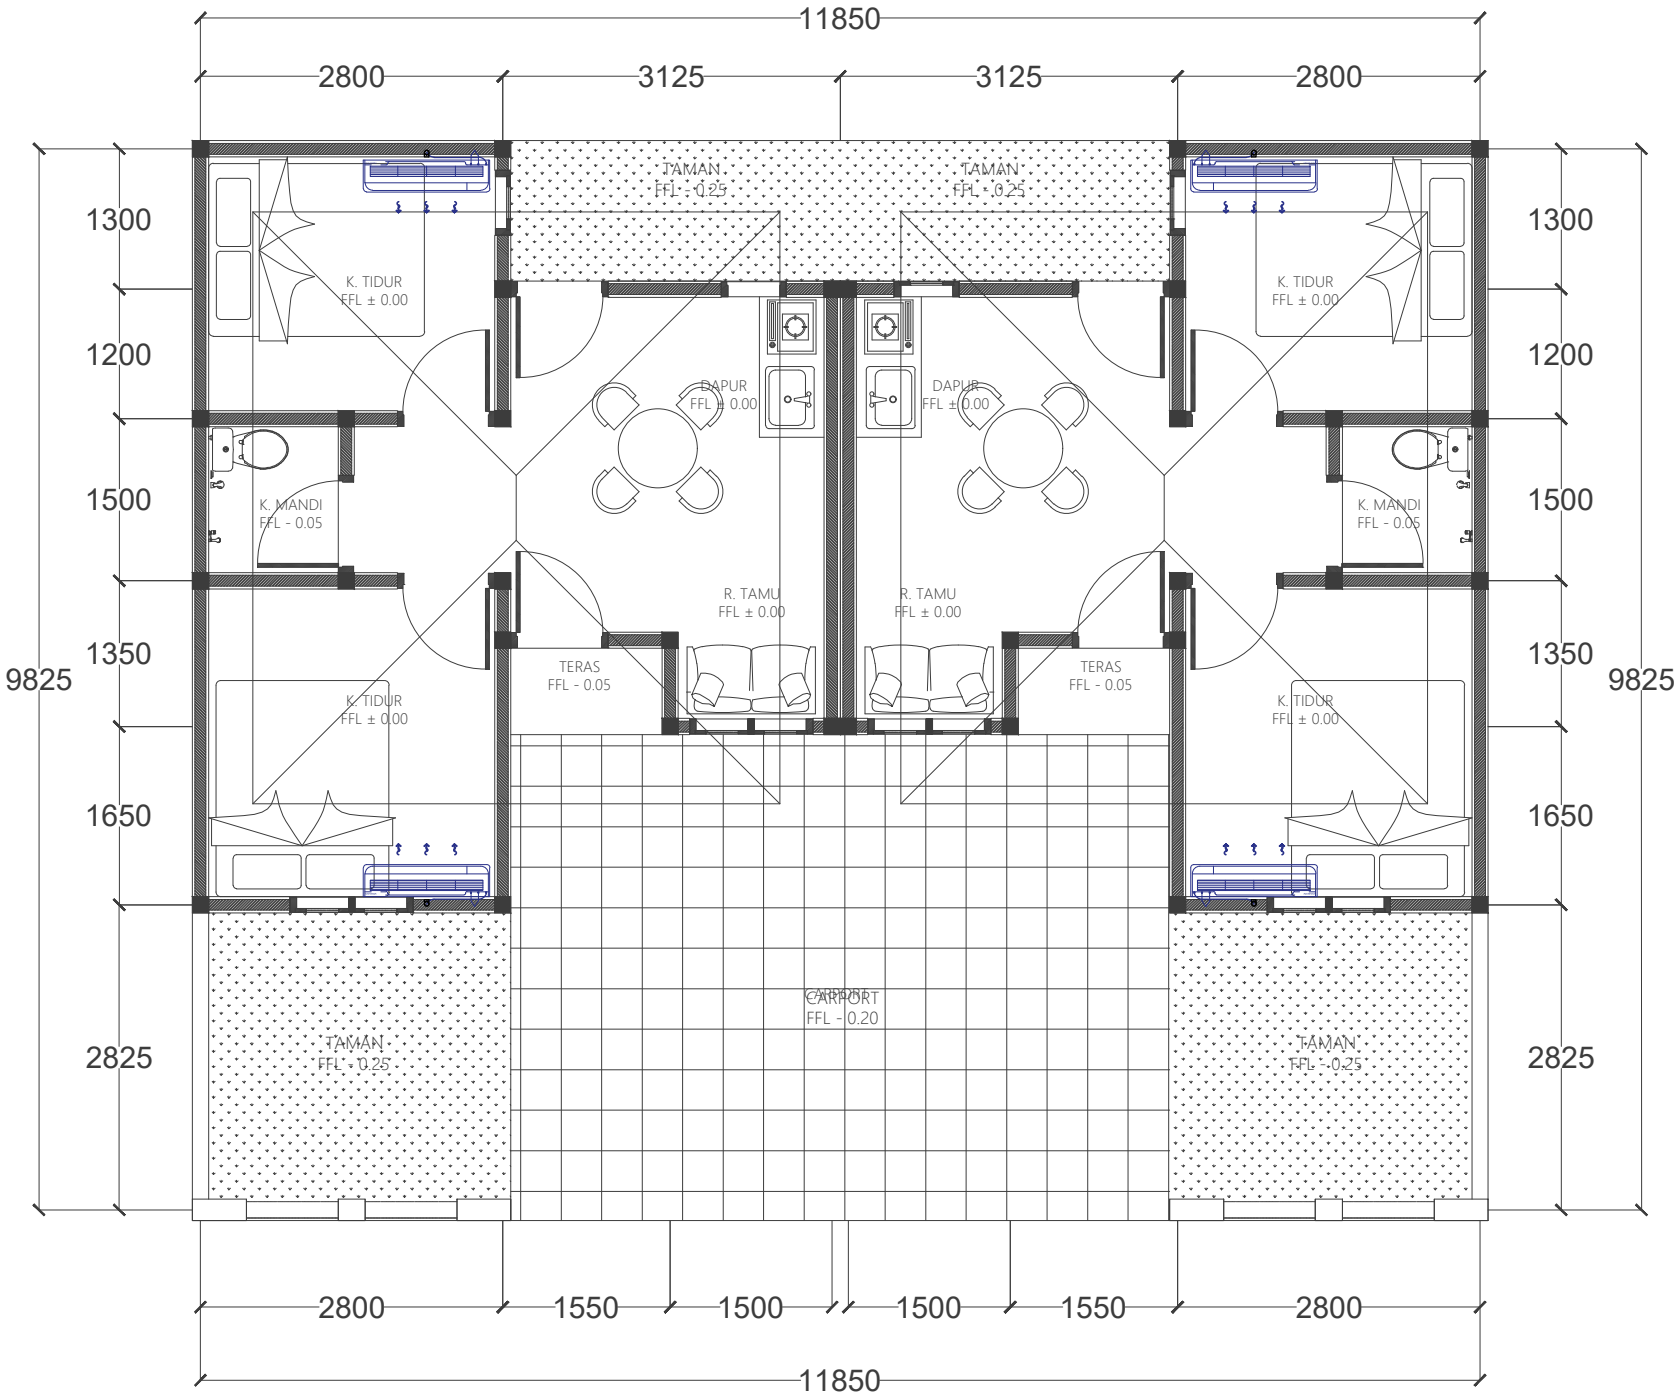 11850
2800
3125
3125
2800
TAMAN
FFL - 0.25
TAMAN
FFL - 0.25
1300
1300
K. TIDUR
FFL ± 0.00
K. TIDUR
FFL ± 0.00
1200
1200
DAPUR
FFL ± 0.00
DAPUR
FFL ± 0.00
1500
1500
K. MANDI
FFL - 0.05
K. MANDI
FFL - 0.05
R. TAMU
FFL ± 0.00
R. TAMU
FFL ± 0.00
1350
1350
9825
9825
TERAS
FFL - 0.05
TERAS
FFL - 0.05
K. TIDUR
FFL ± 0.00
K. TIDUR
FFL ± 0.00
1650
1650
CARPORT
CARPORT
FFL - 0.20
TAMAN
FFL - 0.25
TAMAN
FFL - 0.25
2825
2825
2800
1550
1500
1500
1550
2800
11850